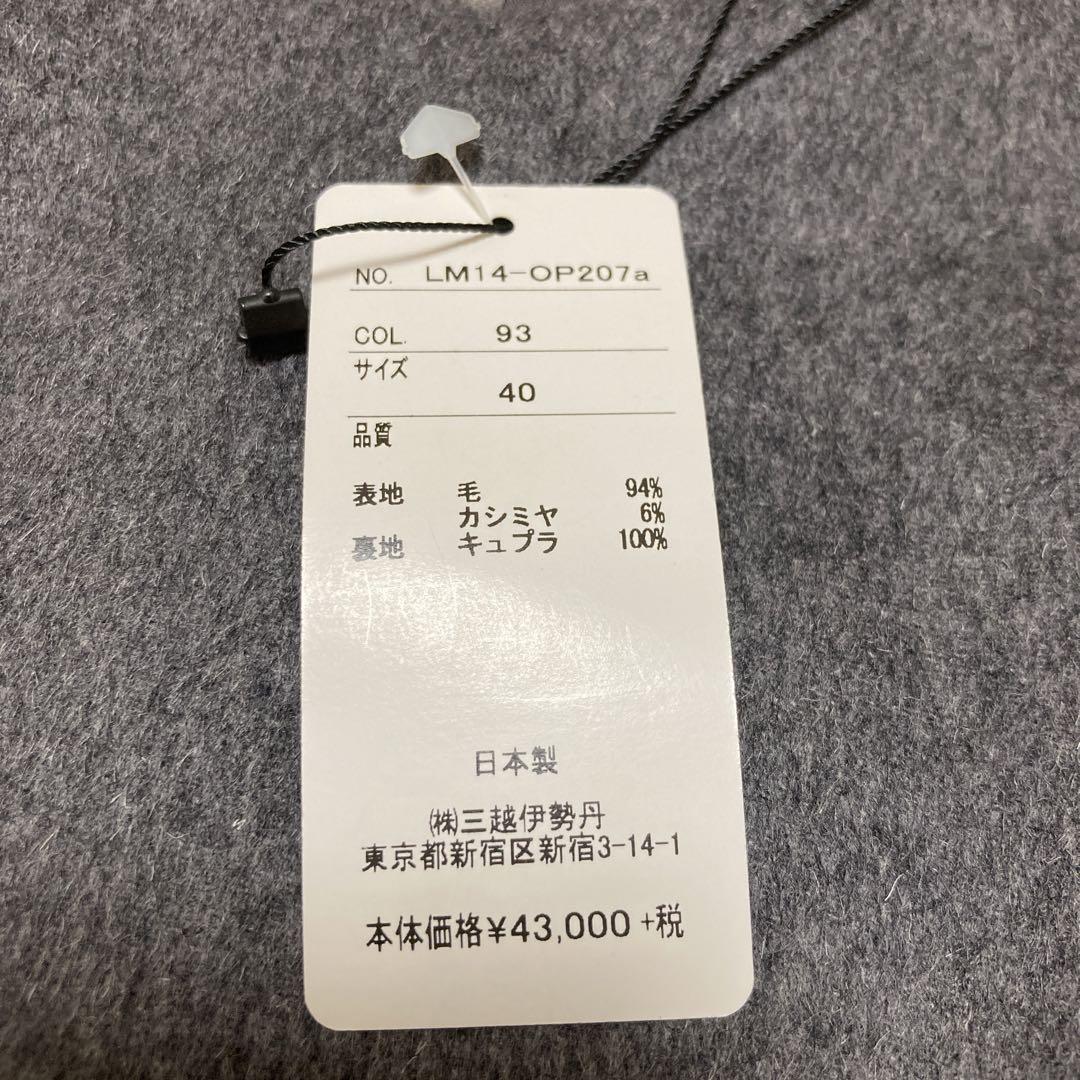 NO. LM14-OP207a
COL. 93
サイズ
40
品質
表地 毛 94%
カシミヤ 6%
裏地 キュプラ 100%
日本製
㈱三越伊勢丹
東京都新宿区新宿3-14-1
本体価格¥43,000+税